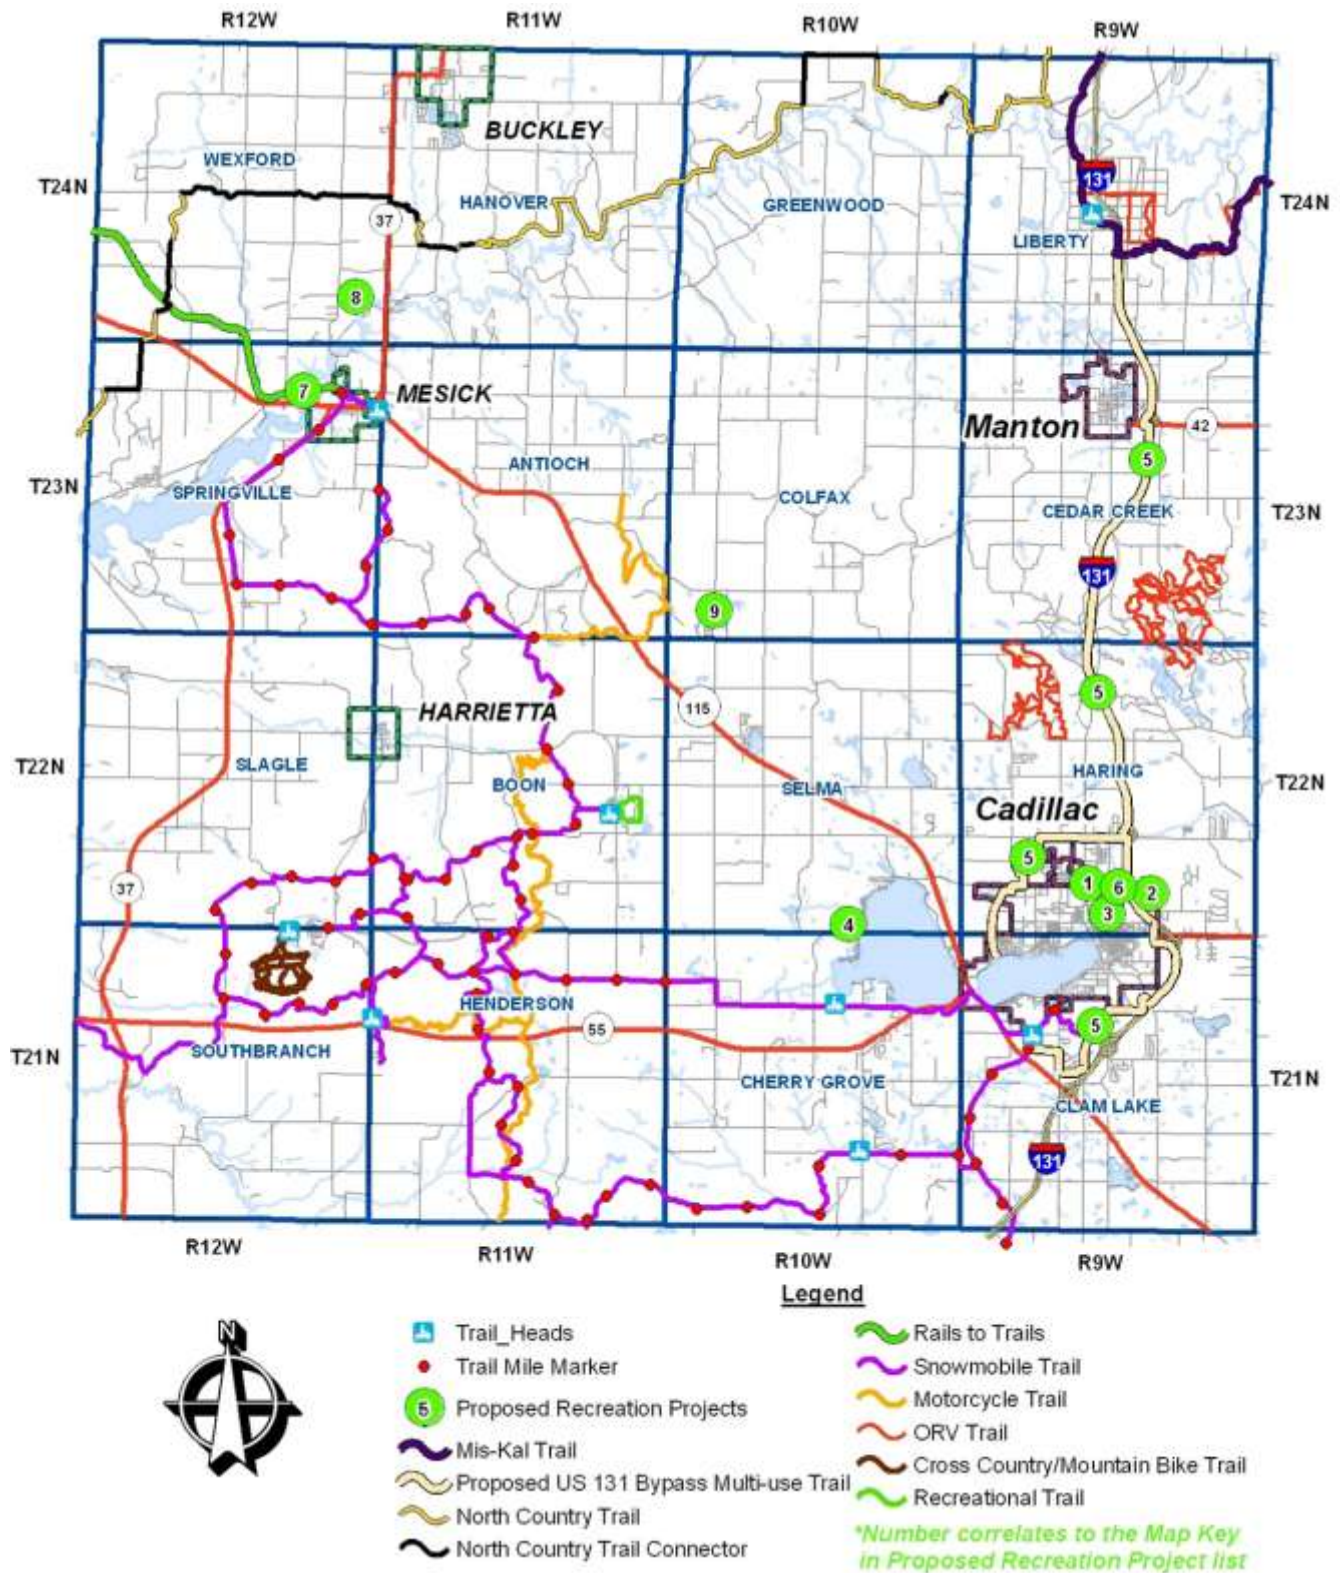 R12W
R11W
R10W
R9W
BUCKLEY
WEXFORD
131
T24N
HANOVER
GREENWOOD
T24N
37
LIBERTY
8
7
MESICK
Manton
42
5
ANTIOCH
T23N
SPRINGVILLE
COLFAX
CEDAR CREEK
T23N
131
9
5
HARRIETTA
115
T22N
SLAGLE
BOON
SELMA
HARING
T22N
Cadillac
5
37
1
6
2
3
4
HENDERSON
55
5
T21N
SOUTHBRANCH
CHERRY GROVE
T21N
CLAM LAKE
131
R12W
R11W
R10W
R9W
Legend
N
Trail_Heads
Trail Mile Marker
5 Proposed Recreation Projects
Mis-Kal Trail
Proposed US 131 Bypass Multi-use Trail
North Country Trail
North Country Trail Connector
Rails to Trails
Snowmobile Trail
Motorcycle Trail
ORV Trail
Cross Country/Mountain Bike Trail
Recreational Trail
*Number correlates to the Map Key
in Proposed Recreation Project list